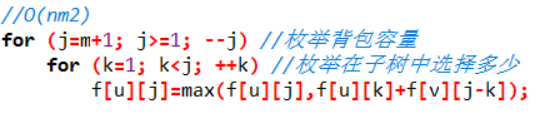 //O(nm2)
for (j=m+1; j>=1; --j) //枚举背包容量
for (k=1; k<j; ++k) //枚举在子树中选择多少
f[u][j]=max(f[u][j],f[u][k]+f[v][j-k]);